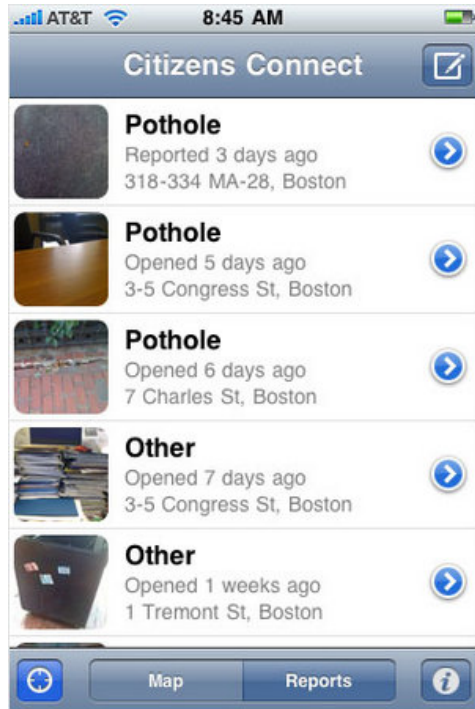 AT&T 8:45 AM
Citizens Connect
Pothole
Reported 3 days ago
318-334 MA-28, Boston
Pothole
Opened 5 days ago
3-5 Congress St, Boston
Pothole
Opened 6 days ago
7 Charles St, Boston
Other
Opened 7 days ago
3-5 Congress St, Boston
Other
Opened 1 weeks ago
1 Tremont St, Boston
Map Reports